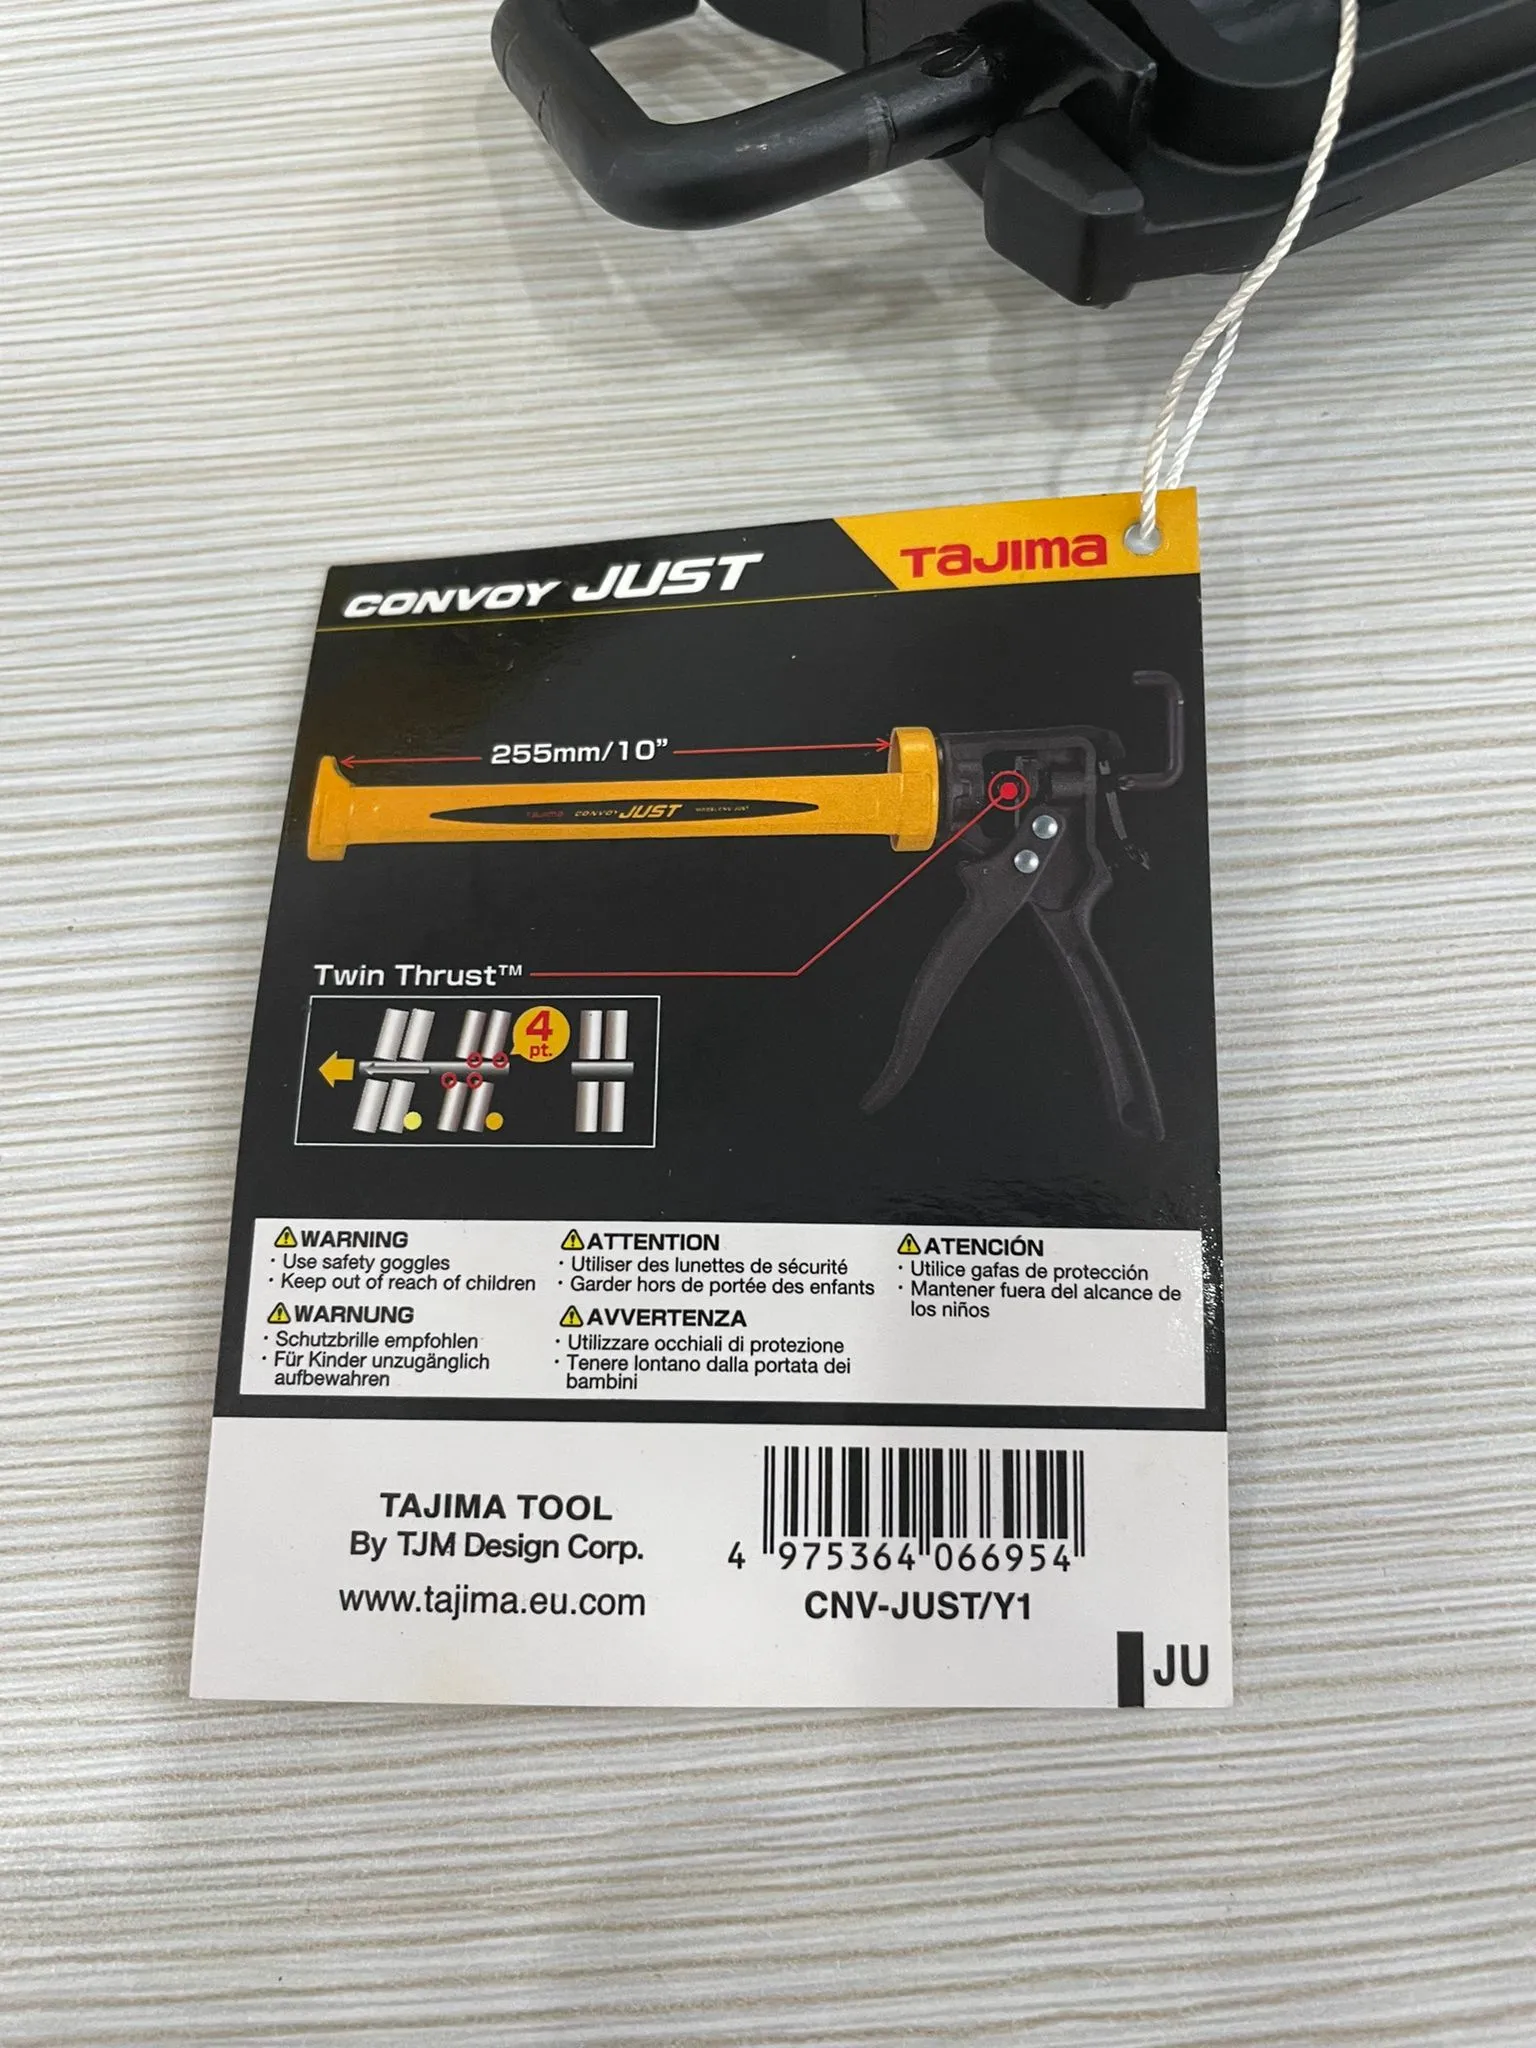 CONVOY JUST
TaJima
255mm/10”
TaJima CONVOY JUST
Twin Thrust™
4
pt.
WARNING
· Use safety goggles
· Keep out of reach of children
WARNUNG
· Schutzbrille empfohlen
· Für Kinder unzugänglich
aufbewahren
ATTENTION
· Utiliser des lunettes de sécurité
· Garder hors de portée des enfants
AVVERTENZA
· Utilizzare occhiali di protezione
· Tenere lontano dalla portata dei
bambini
ATENCIÓN
· Utilice gafas de protección
· Mantener fuera del alcance de
los niños
TAJIMA TOOL
By TJM Design Corp.
www.tajima.eu.com
4 975364 066954
CNV-JUST/Y1
JU